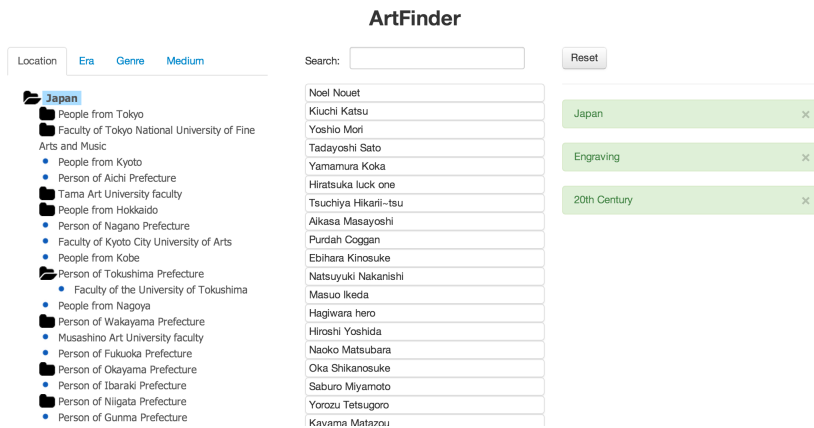 ArtFinder
Location
Era
Genre
Medium
Japan
People from Tokyo
Faculty of Tokyo National University of Fine
Arts and Music
People from Kyoto
Person of Aichi Prefecture
Tama Art University faculty
People from Hokkaido
Person of Nagano Prefecture
Faculty of Kyoto City University of Arts
People from Kobe
Person of Tokushima Prefecture
Faculty of the University of Tokushima
People from Nagoya
Person of Wakayama Prefecture
Musashino Art University faculty
Person of Fukuoka Prefecture
Person of Okayama Prefecture
Person of Ibaraki Prefecture
Person of Niigata Prefecture
Person of Gunma Prefecture
Search:
Noel Nouet
Kiuchi Katsu
Yoshio Mori
Tadayoshi Sato
Yamamura Koka
Hiratsuka luck one
Tsuchiya Hikarii~tsu
Aikasa Masayoshi
Purdah Coggan
Ebihara Kinosuke
Natsuyuki Nakanishi
Masuo Ikeda
Hagiwara hero
Hiroshi Yoshida
Naoko Matsubara
Oka Shikanosuke
Saburo Miyamoto
Yorozu Tetsugoro
Kayama Matazou
Reset
Japan ×
Engraving ×
20th Century ×